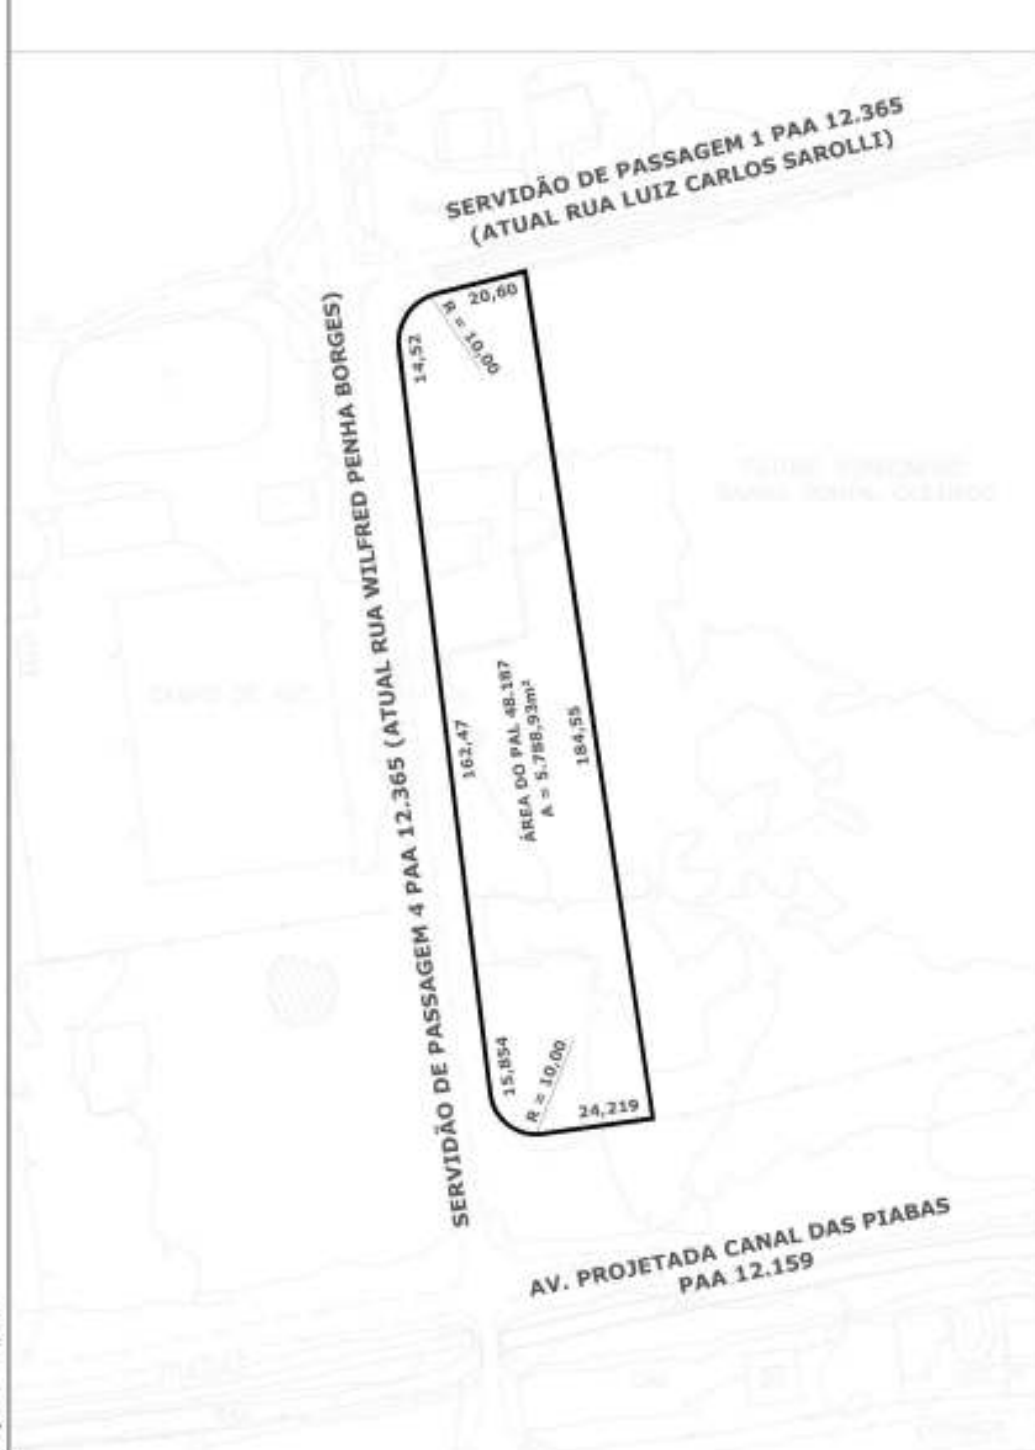 SERVIDÃO DE PASSAGEM 1 PAA 12.365
(ATUAL RUA LUIZ CARLOS SAROLLI)
20,60
R = 10,00
14,52
SERVIDÃO DE PASSAGEM 4 PAA 12.365 (ATUAL RUA WILFRED PENHA BORGES)
162,47
ÁREA DO PAL 48.187
A = 5.788,93m²
184,55
15,854
R = 10,00
24,219
AV. PROJETADA CANAL DAS PIABAS
PAA 12.159